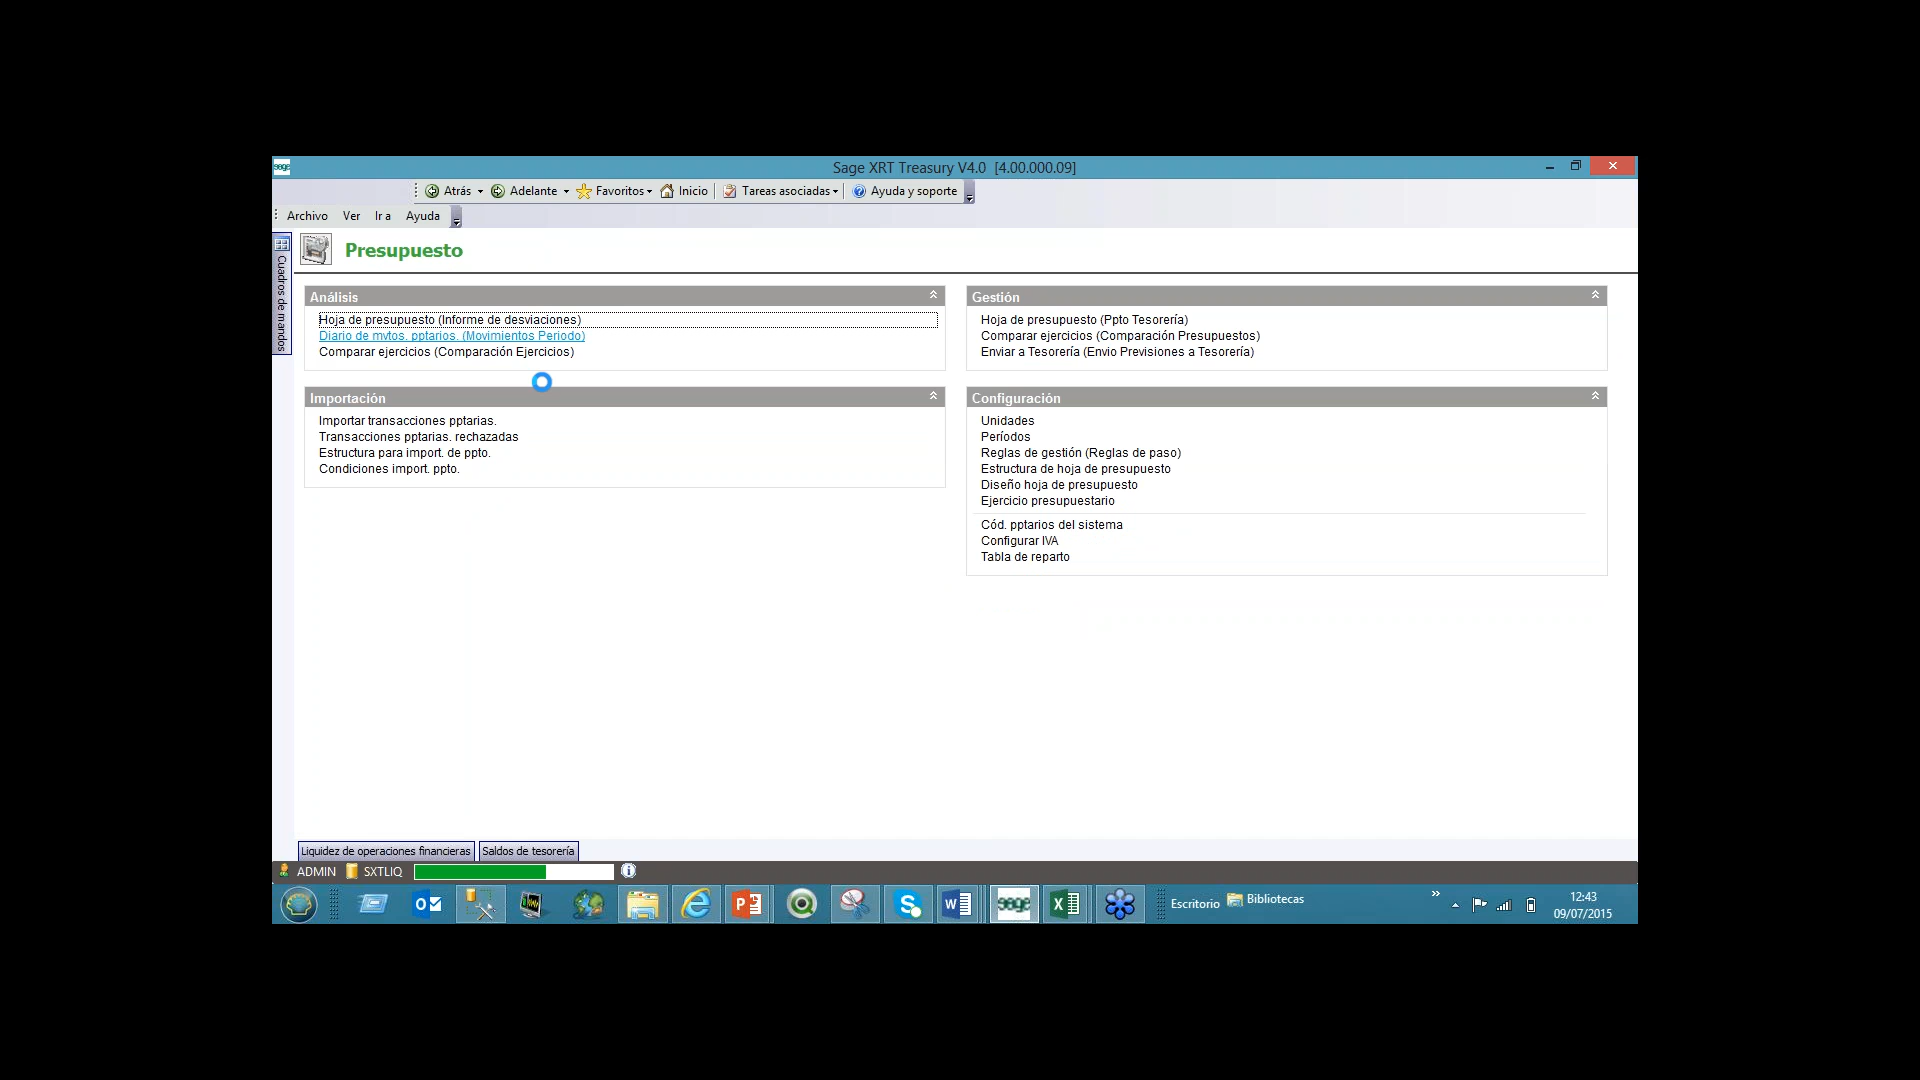 sage
Sage XRT Treasury V4.0 [4.00.000.09]
Atrás Adelante Favoritos Inicio Tareas asociadas Ayuda y soporte
Archivo Ver Ir a Ayuda
Cuadros de mandos
Presupuesto
Análisis
Hoja de presupuesto (Informe de desviaciones)
Diario de mvtos. pptarios. (Movimientos Periodo)
Comparar ejercicios (Comparación Ejercicios)
Gestión
Hoja de presupuesto (Ppto Tesorería)
Comparar ejercicios (Comparación Presupuestos)
Enviar a Tesorería (Envio Previsiones a Tesorería)
Importación
Importar transacciones pptarias.
Transacciones pptarias. rechazadas
Estructura para import. de ppto.
Condiciones import. ppto.
Configuración
Unidades
Períodos
Reglas de gestión (Reglas de paso)
Estructura de hoja de presupuesto
Diseño hoja de presupuesto
Ejercicio presupuestario
Cód. pptarios del sistema
Configurar IVA
Tabla de reparto
Liquidez de operaciones financieras Saldos de tesorería
ADMIN SXTLIQ
sage
Escritorio Bibliotecas
12:43
09/07/2015